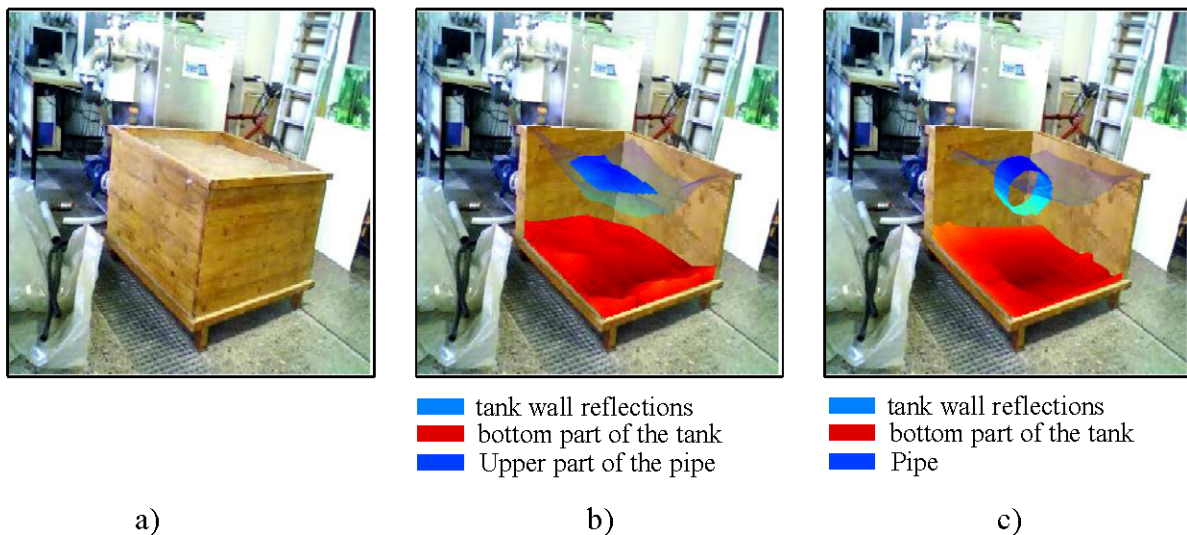 tank wall reflections
bottom part of the tank
Upper part of the pipe
tank wall reflections
bottom part of the tank
Pipe
a)
b)
c)